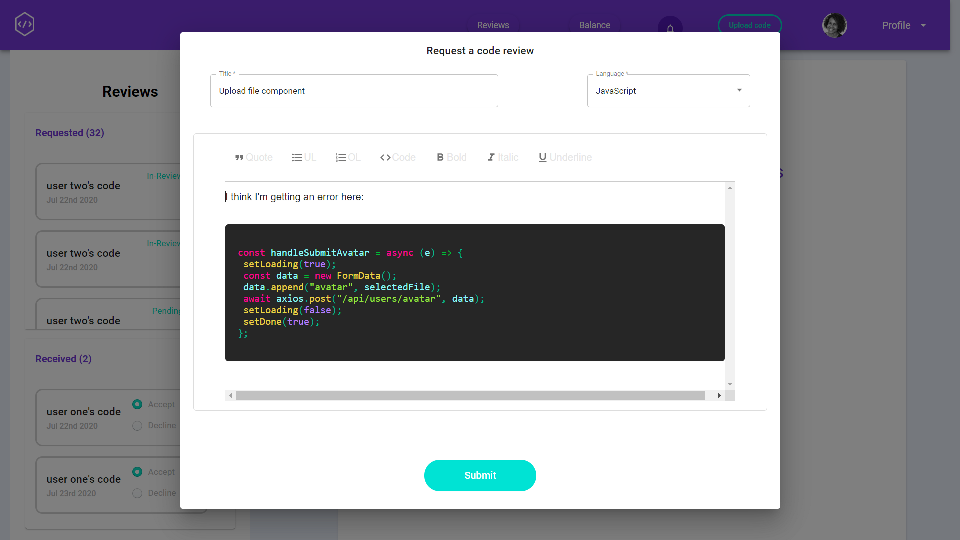 </>
Reviews
Balance
Upload code
Profile
Request a code review
Title *
Upload file component
Language *
JavaScript
Quote
UL
OL
Code
B Bold
I Italic
U Underline
I think I'm getting an error here:
const handleSubmitAvatar = async (e) => {
setLoading(true);
const data = new FormData();
data.append("avatar", selectedFile);
await axios.post("/api/users/avatar", data);
setLoading(false);
setDone(true);
};
Submit
Reviews
Requested (32)
user two's code
In-Review
Jul 22nd 2020
user two's code
In-Review
Jul 22nd 2020
user two's code
Pending
Received (2)
user one's code
Jul 22nd 2020
Accept
Decline
user one's code
Jul 23rd 2020
Accept
Decline